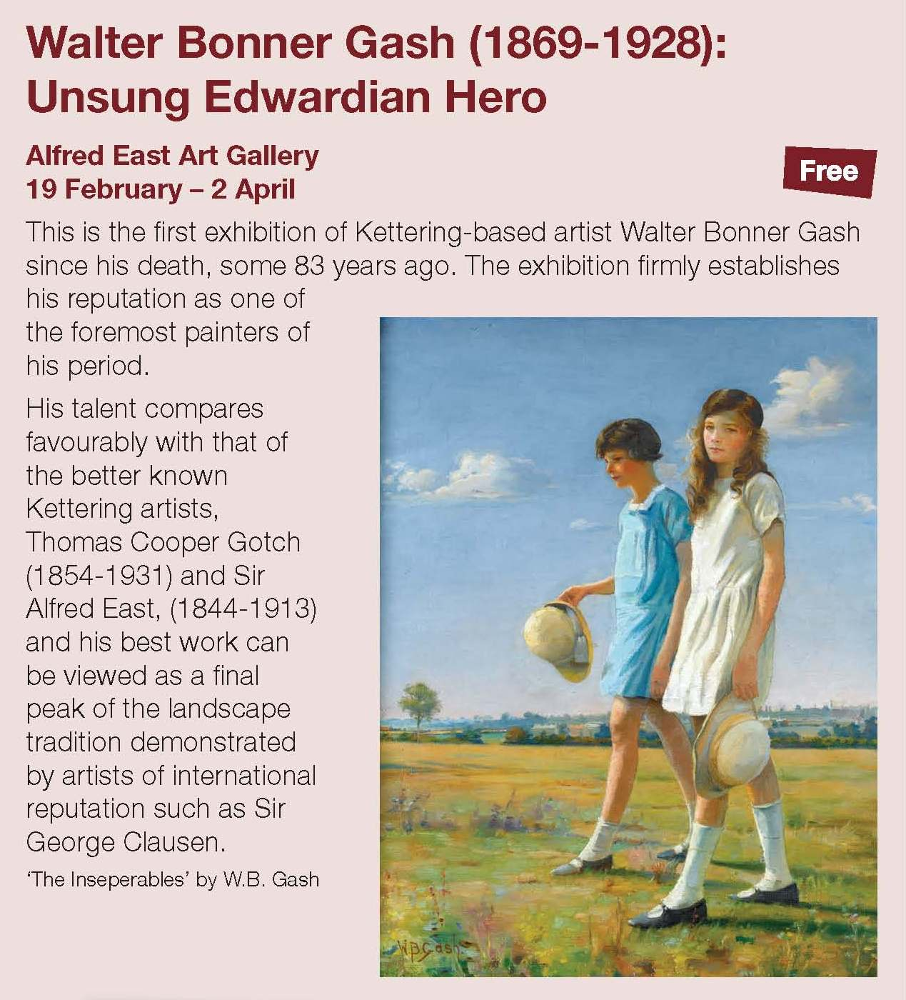 Walter Bonner Gash (1869-1928):
Unsung Edwardian Hero
Alfred East Art Gallery
19 February – 2 April
Free
This is the first exhibition of Kettering-based artist Walter Bonner Gash
since his death, some 83 years ago. The exhibition firmly establishes
his reputation as one of
the foremost painters of
his period.
His talent compares
favourably with that of
the better known
Kettering artists,
Thomas Cooper Gotch
(1854-1931) and Sir
Alfred East, (1844-1913)
and his best work can
be viewed as a final
peak of the landscape
tradition demonstrated
by artists of international
reputation such as Sir
George Clausen.
‘The Inseperables’ by W.B. Gash
WBGash